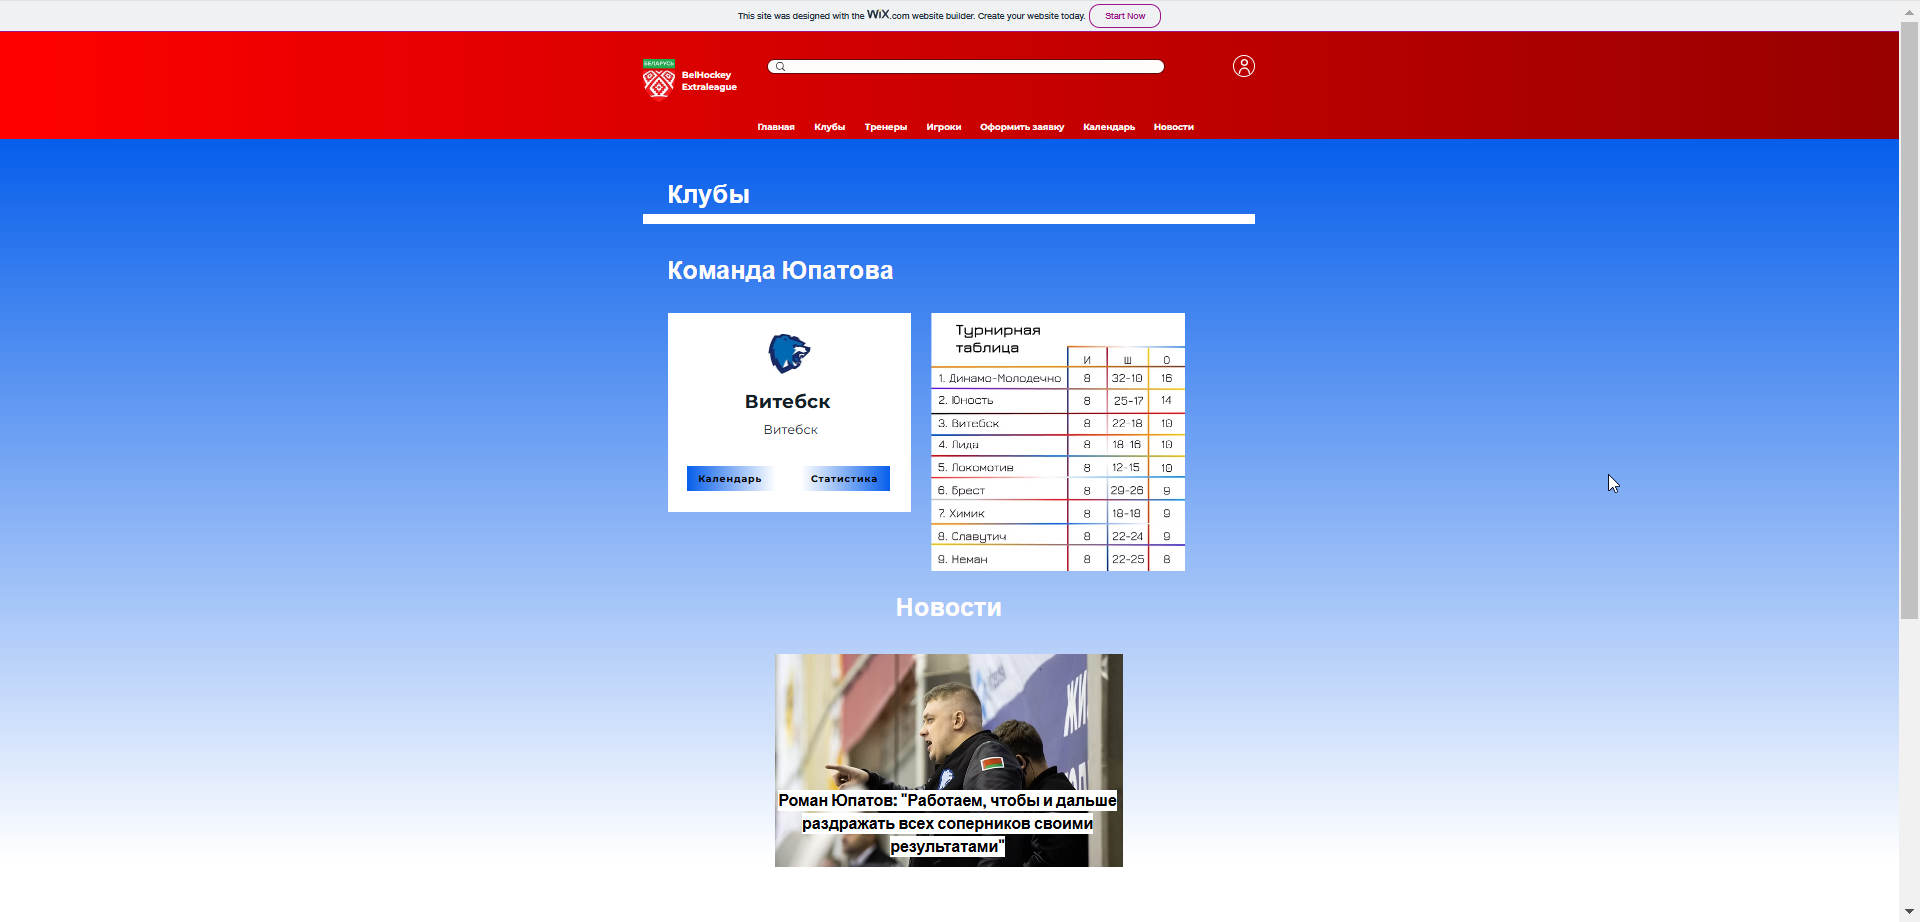 This site was designed with the WiX.com website builder. Create your website today. Start Now
БЕЛАРУСЬ
BelHockey
Extraleague
Главная Клубы Тренеры Игроки Оформить заявку Календарь Новости
Клубы
Команда Юпатова
Витебск
Витебск
Календарь Статистика
Турнирная
таблица
И Ш О
1. Динамо-Молодечно 8 32-10 16
2. Юность 8 25-17 14
3. Витебск 8 22-18 10
4. Лида 8 18-16 10
5. Локомотив 8 12-15 10
6. Брест 8 29-26 9
7. Химик 8 18-18 9
8. Славутич 8 22-24 9
9. Неман 8 22-25 8
Новости
Роман Юпатов: "Работаем, чтобы и дальше
раздражать всех соперников своими
результатами"